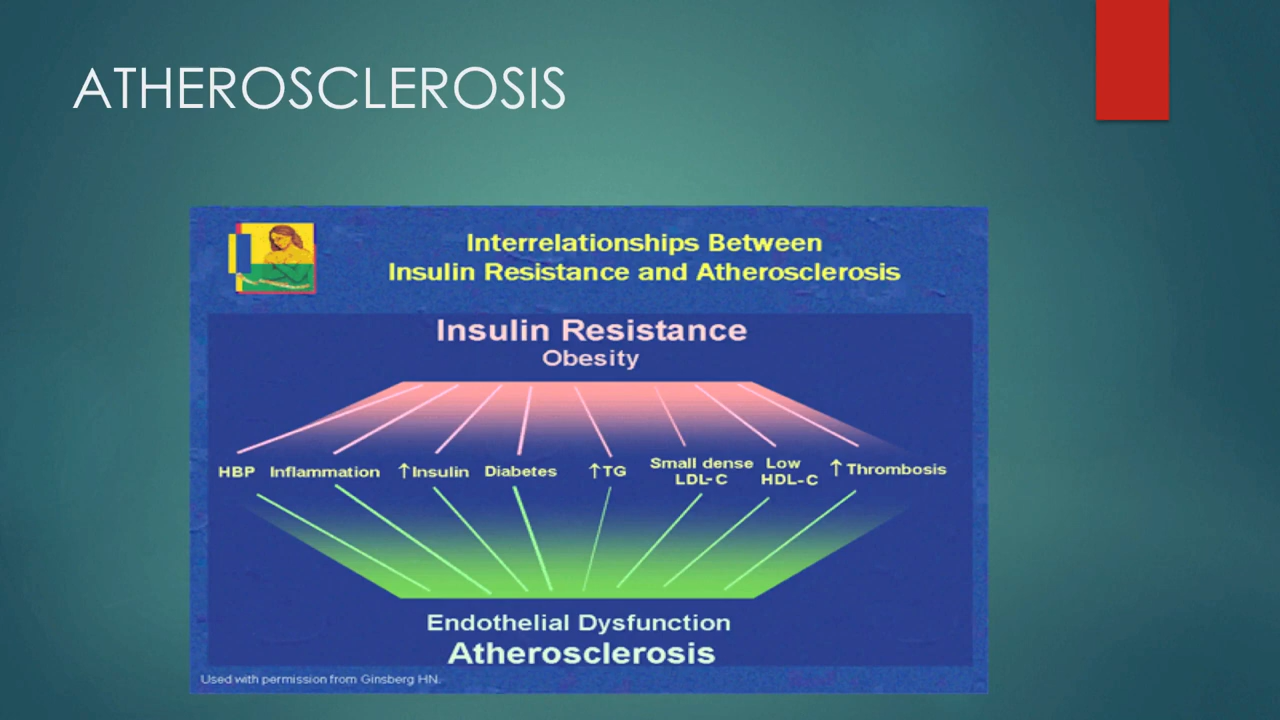 ATHEROSCLEROSIS
Interrelationships Between
Insulin Resistance and Atherosclerosis
Insulin Resistance
Obesity
HBP Inflammation ↑Insulin Diabetes ↑TG Small dense LDL-C Low HDL-C ↑Thrombosis
Endothelial Dysfunction
Atherosclerosis
Used with permission from Ginsberg HN.